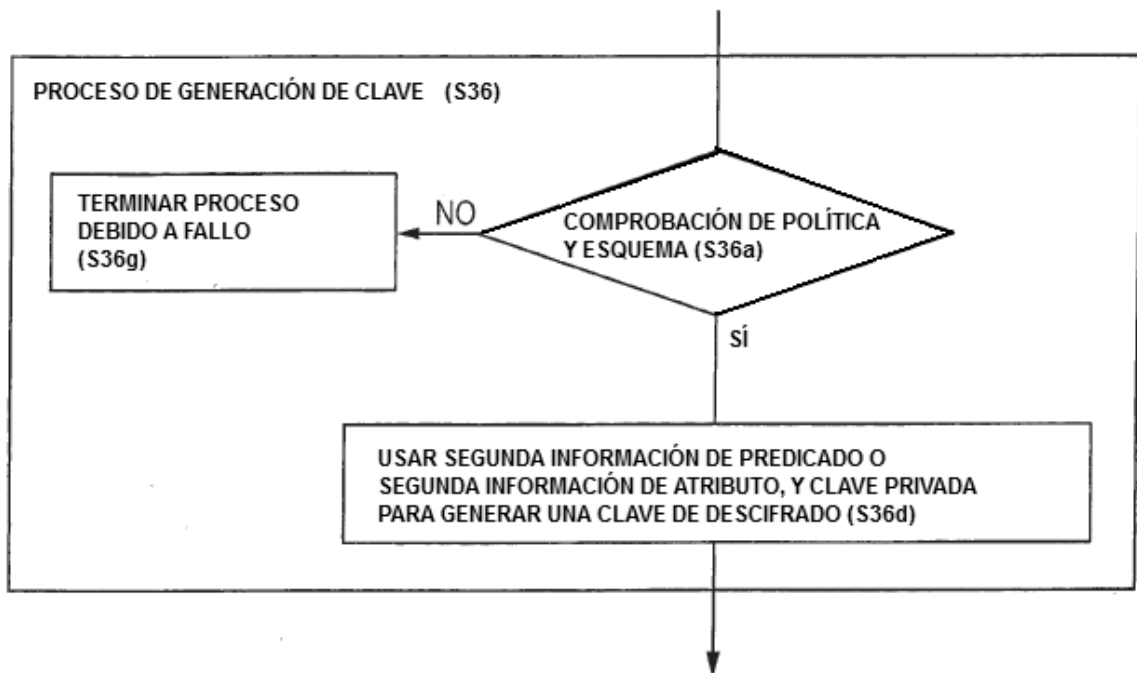 PROCESO DE GENERACIÓN DE CLAVE (S36)
TERMINAR PROCESO
DEBIDO A FALLO
(S36g)
NO
COMPROBACIÓN DE POLÍTICA
Y ESQUEMA (S36a)
SÍ
USAR SEGUNDA INFORMACIÓN DE PREDICADO O
SEGUNDA INFORMACIÓN DE ATRIBUTO, Y CLAVE PRIVADA
PARA GENERAR UNA CLAVE DE DESCIFRADO (S36d)